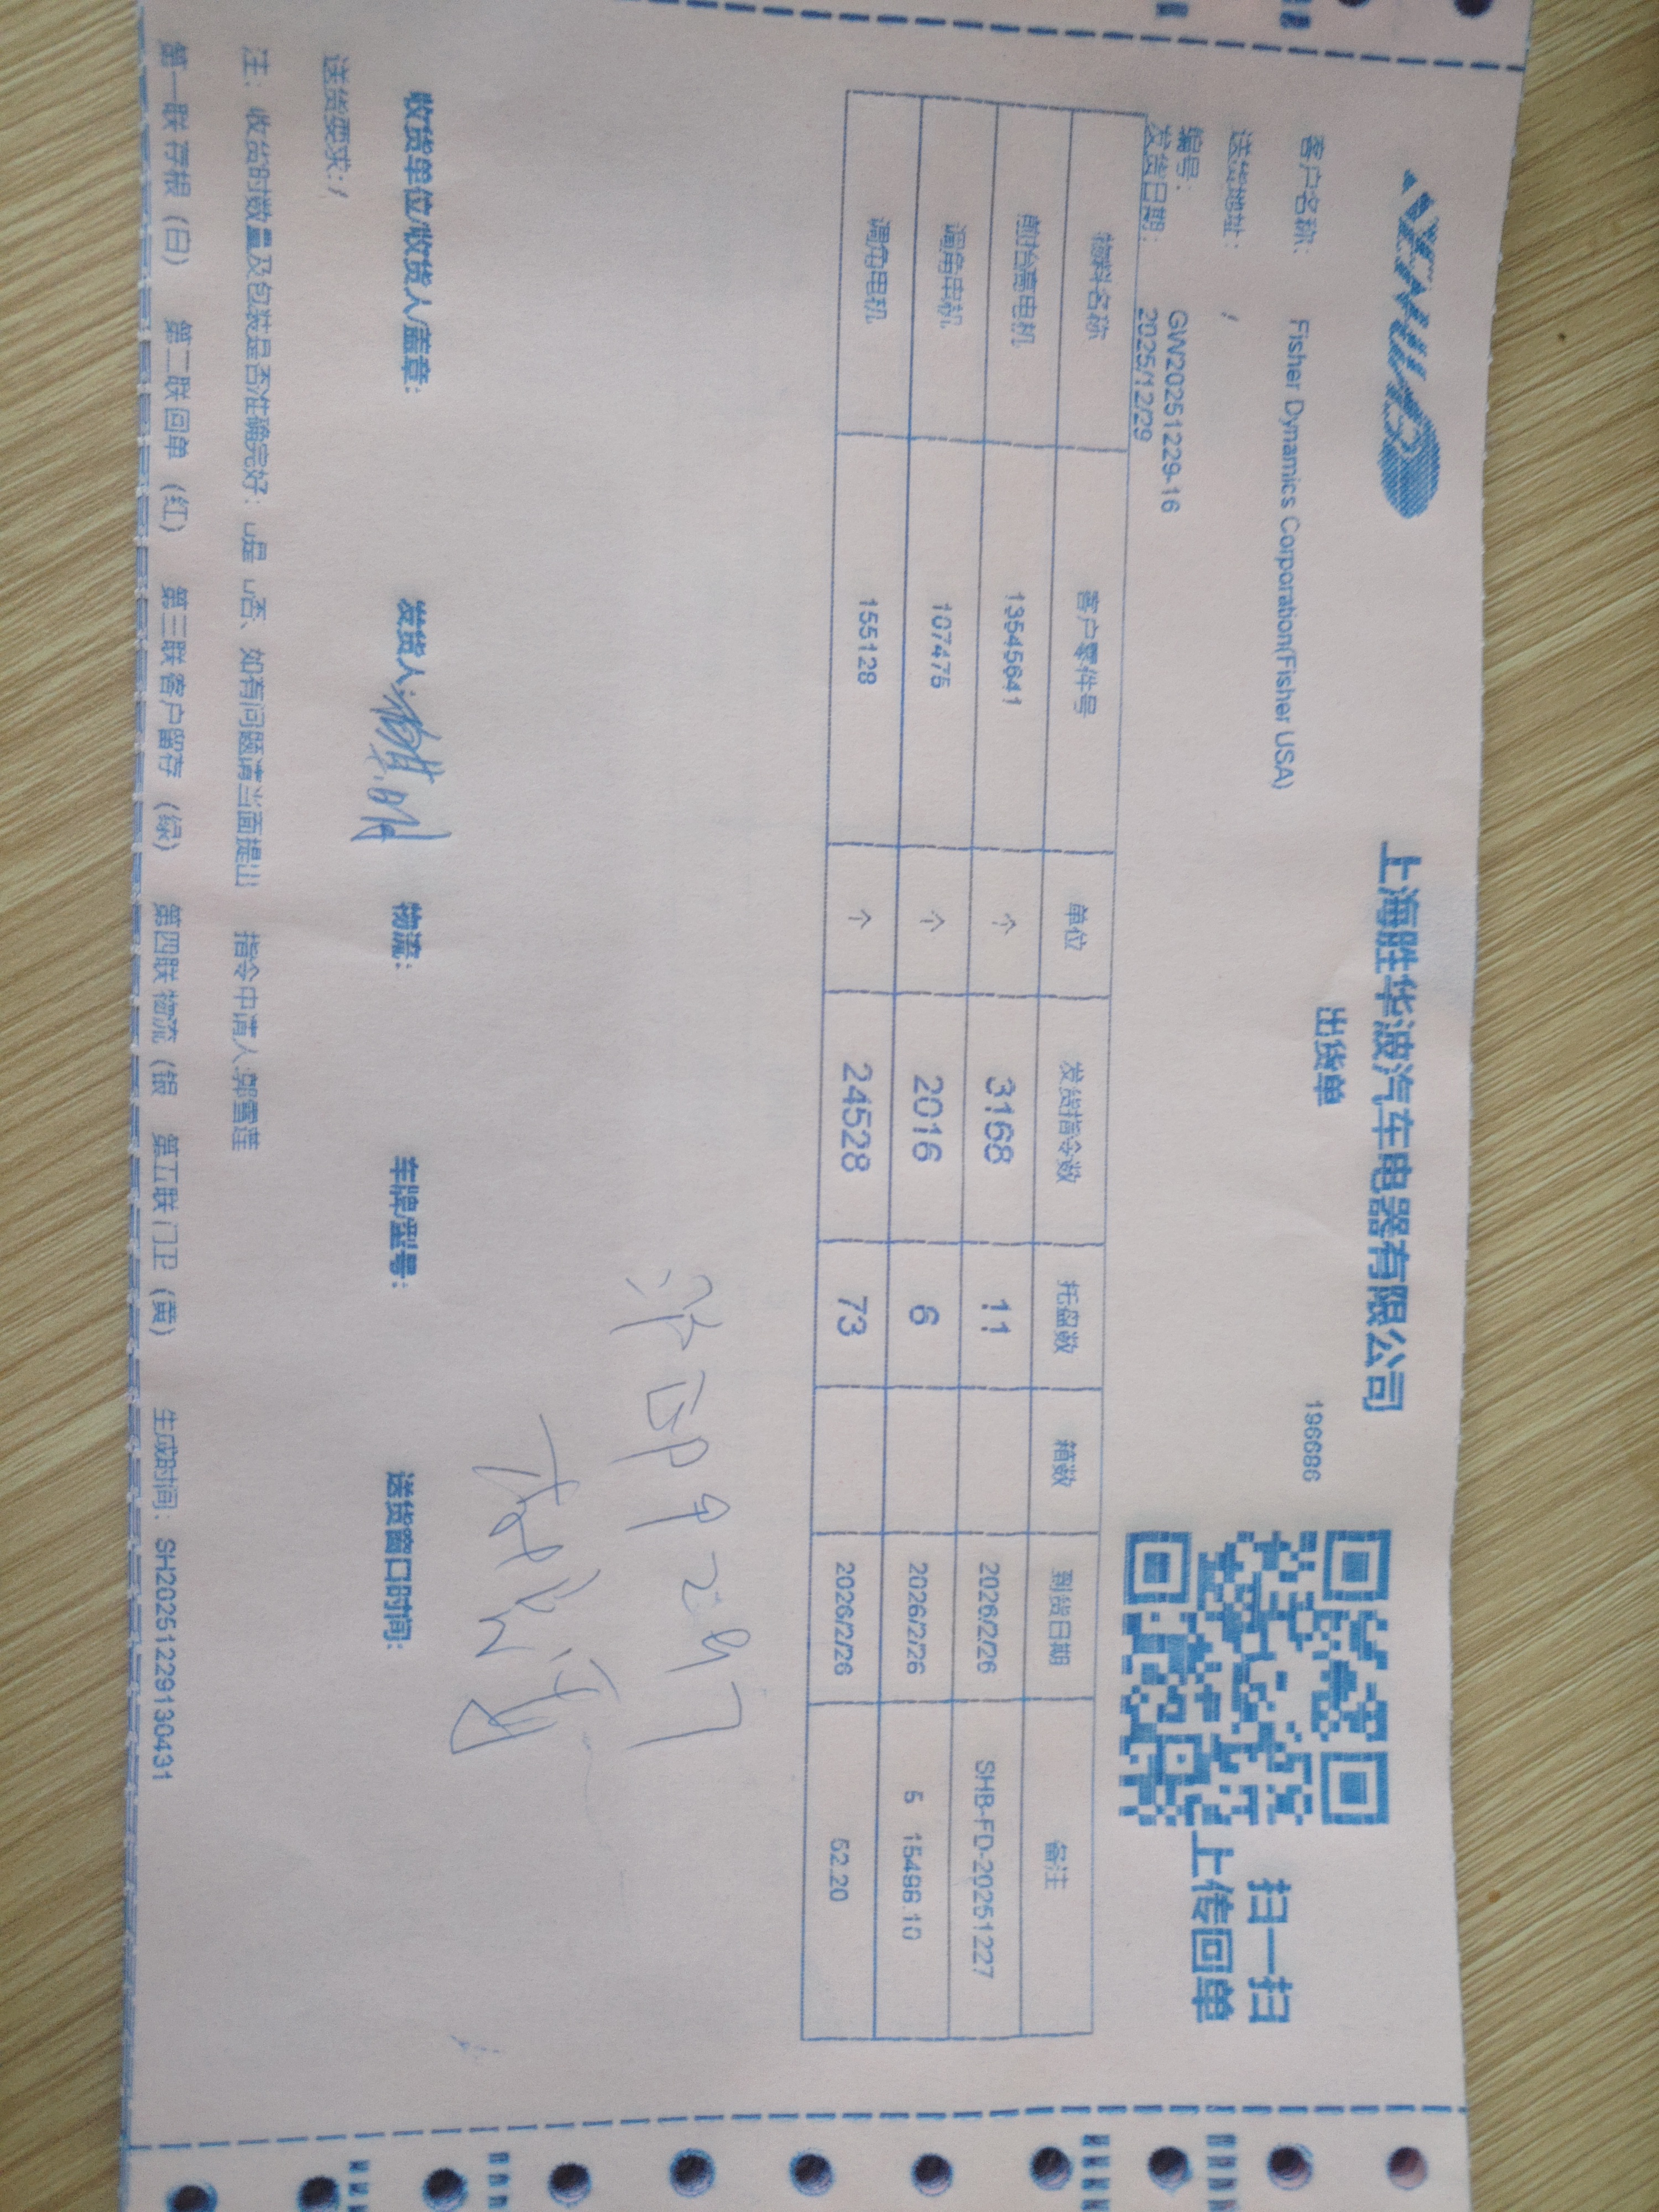 上海胜华波汽车电器有限公司
出货单
196686
扫一扫
上传回单
客户名称: Fisher Dynamics Corporation(Fisher USA)
送货地址: /
编号: GW20251229-16
发货日期: 2025/12/29
物料名称 客户零件号 单位 发货指令数 托盘数 箱数 到货日期 备注
前抬高电机 13545641 个 3168 11 2026/2/26 SHB-FD-20251227
调角电机 107475 个 2016 6 2026/2/26 5 15498.10
调角电机 155128 个 24528 73 2026/2/26 52.20
收货单位/收货人/盖章: 发货人: 物流: 车牌/型号: 送货窗口时间:
送货要求: /
注: 收货时数量及包装是否准确完好: □是 □否、如有问题请当面提出 指令申请人:郭雪莲
第一联 存根 (白) 第二联 回单 (红) 第三联 客户留存 (绿) 第四联 物流 (银 第五联 门卫 (黄) 生成时间: SH20251229130431